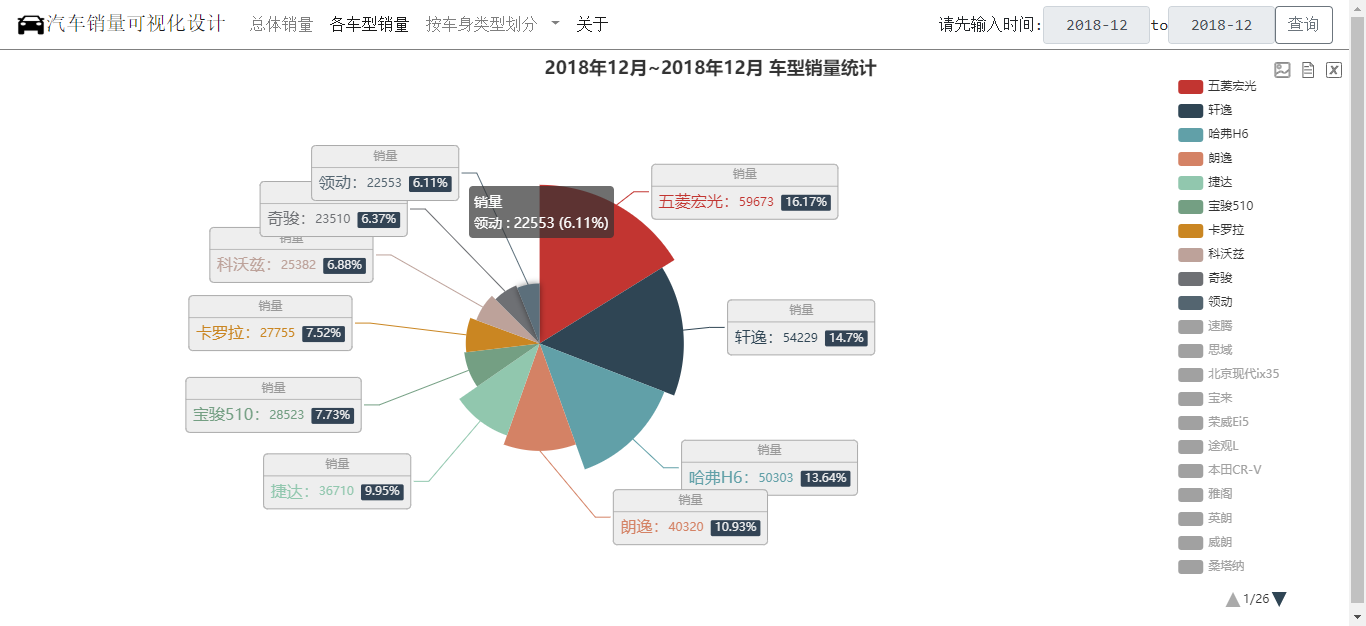 汽车销量可视化设计 总体销量 各车型销量 按车身类型划分 关于 请先输入时间: 2018-12 to 2018-12 查询
2018年12月~2018年12月 车型销量统计
销量
领动: 22553 6.11%
销量
五菱宏光: 59673 16.17%
奇骏: 23510 6.37%
销量
领动 : 22553 (6.11%)
销量
科沃兹: 25382 6.88%
销量
卡罗拉: 27755 7.52%
销量
轩逸: 54229 14.7%
销量
宝骏510: 28523 7.73%
销量
哈弗H6: 50303 13.64%
销量
捷达: 36710 9.95%
销量
朗逸: 40320 10.93%
五菱宏光
轩逸
哈弗H6
朗逸
捷达
宝骏510
卡罗拉
科沃兹
奇骏
领动
速腾
思域
北京现代ix35
宝来
荣威Ei5
途观L
本田CR-V
雅阁
英朗
威朗
桑塔纳
1/26